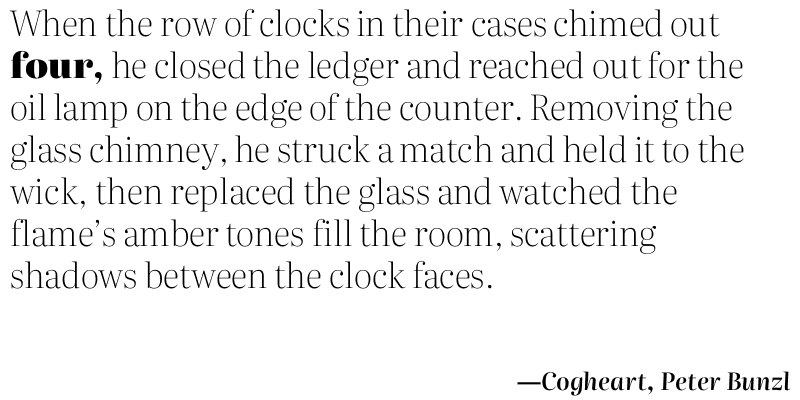 When the row of clocks in their cases chimed out
four, he closed the ledger and reached out for the
oil lamp on the edge of the counter. Removing the
glass chimney, he struck a match and held it to the
wick, then replaced the glass and watched the
flame’s amber tones fill the room, scattering
shadows between the clock faces.
—Cogheart, Peter Bunzl